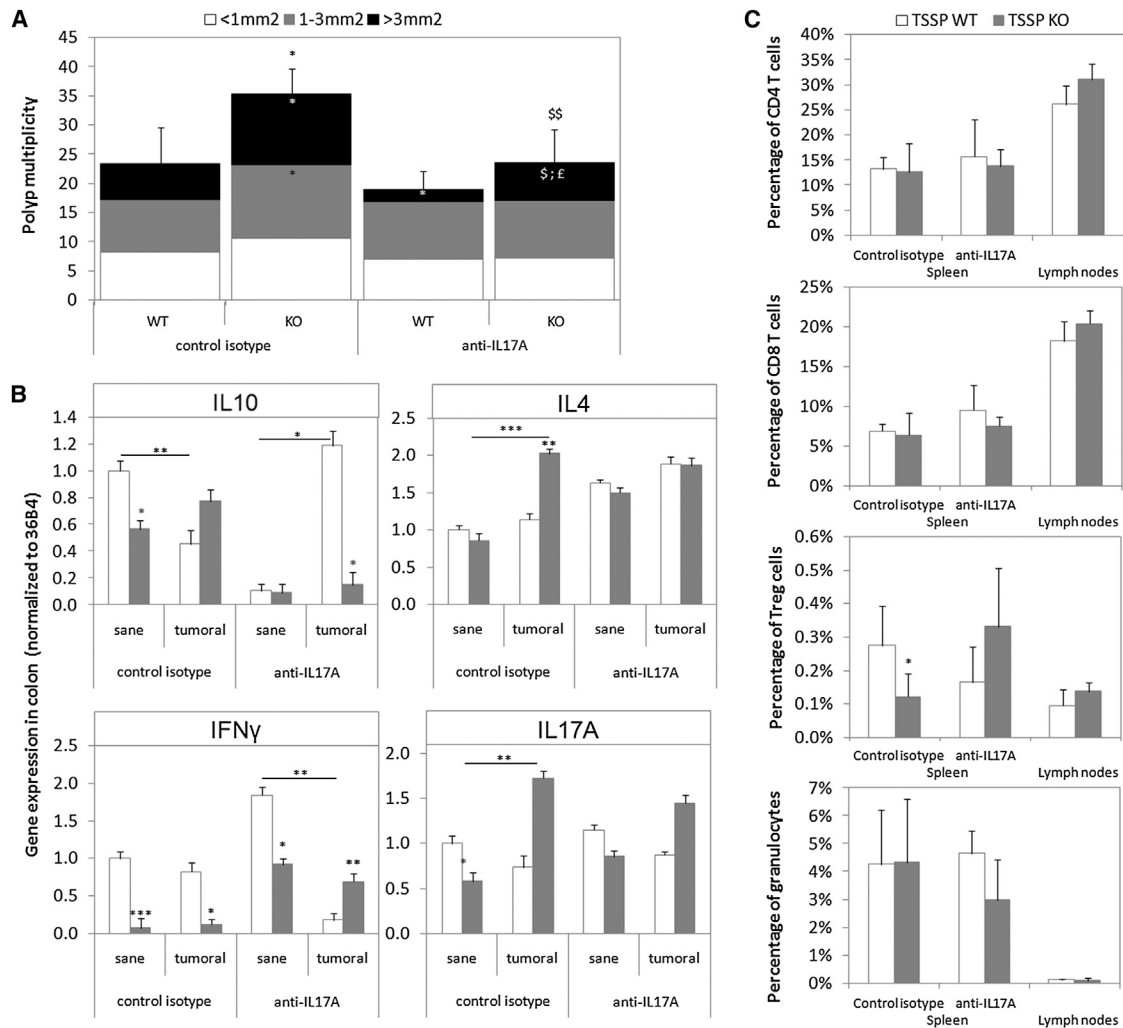 A
<1mm2 1-3mm2 >3mm2
Polyp multiplicity
45
40
35
30
25
20
15
10
5
0
*
*
*
*
$$
$;£
WT KO WT KO
control isotype anti-IL17A
B
Gene expression in colon (normalized to 36B4)
IL10
1.4
1.2
1.0
0.8
0.6
0.4
0.2
0.0
**
*
*
*
sane tumoral sane tumoral
control isotype anti-IL17A
IL4
2.5
2.0
1.5
1.0
0.5
0.0
***
**
sane tumoral sane tumoral
control isotype anti-IL17A
IFNγ
2.5
2.0
1.5
1.0
0.5
0.0
**
***
*
*
**
sane tumoral sane tumoral
control isotype anti-IL17A
IL17A
2.0
1.5
1.0
0.5
0.0
**
*
sane tumoral sane tumoral
control isotype anti-IL17A
C
TSSP WT TSSP KO
Percentage of CD4 T cells
40%
35%
30%
25%
20%
15%
10%
5%
0%
Control isotype anti-IL17A
Spleen Lymph nodes
Percentage of CD8 T cells
25%
20%
15%
10%
5%
0%
Control isotype anti-IL17A
Spleen Lymph nodes
Percentage of Treg cells
0.6%
0.5%
0.4%
0.3%
0.2%
0.1%
0.0%
*
Control isotype anti-IL17A
Spleen Lymph nodes
Percentage of granulocytes
7%
6%
5%
4%
3%
2%
1%
0%
Control isotype anti-IL17A
Spleen Lymph nodes